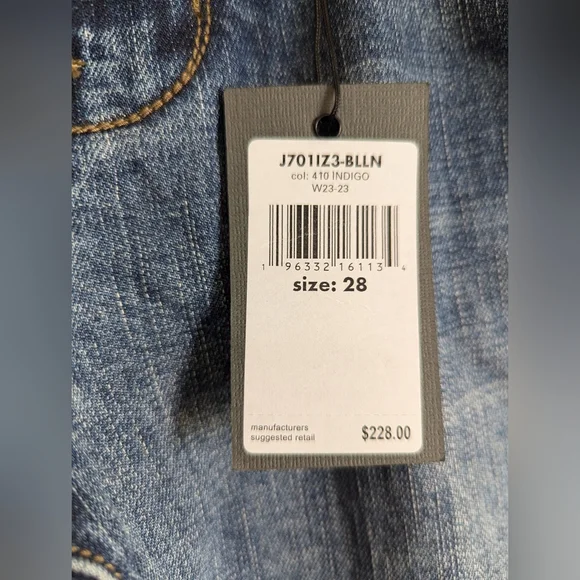 J701IZ3-BLLN
col: 410 INDIGO
W23-23
1 96332 16113 4
size: 28
manufacturers
suggested retail
$228.00